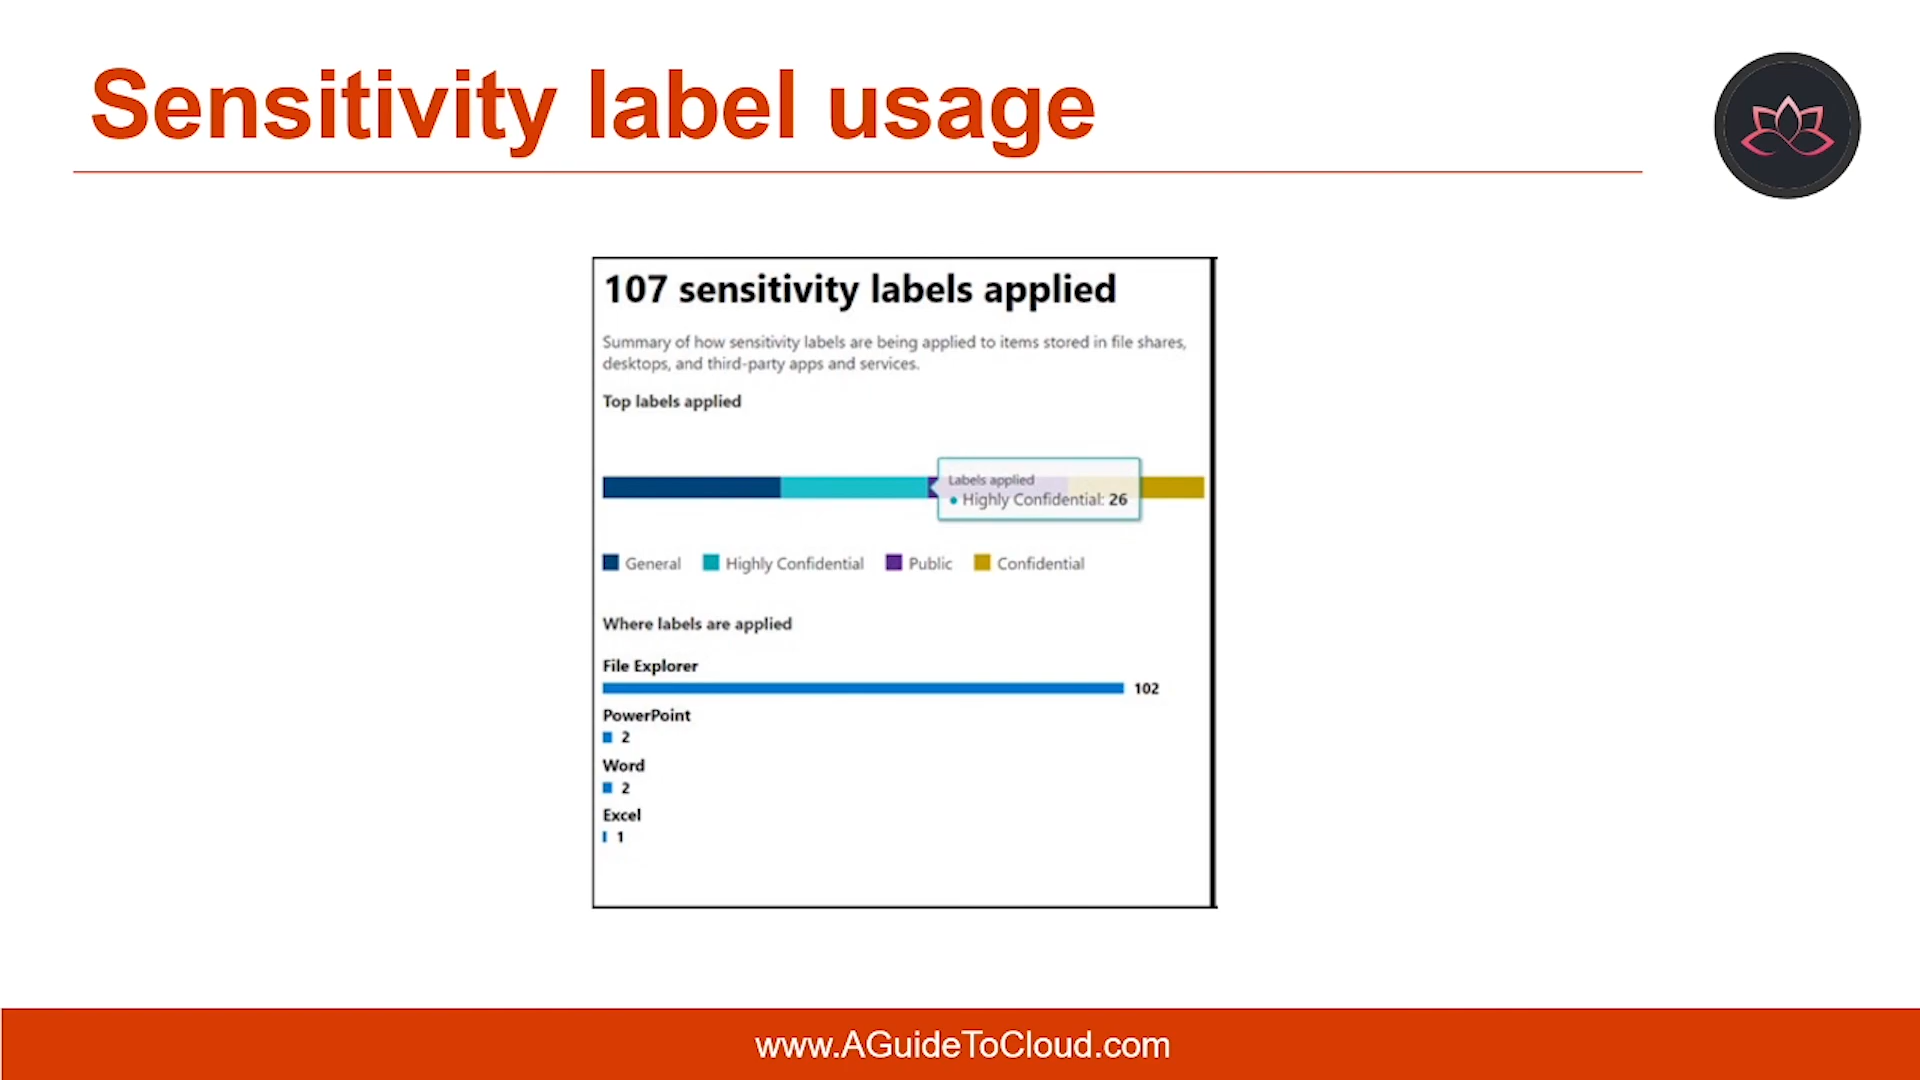 Sensitivity label usage
107 sensitivity labels applied
Summary of how sensitivity labels are being applied to items stored in file shares,
desktops, and third-party apps and services.
Top labels applied
Labels applied
Highly Confidential: 26
General Highly Confidential Public Confidential
Where labels are applied
File Explorer
102
PowerPoint
2
Word
2
Excel
1
www.AGuideToCloud.com